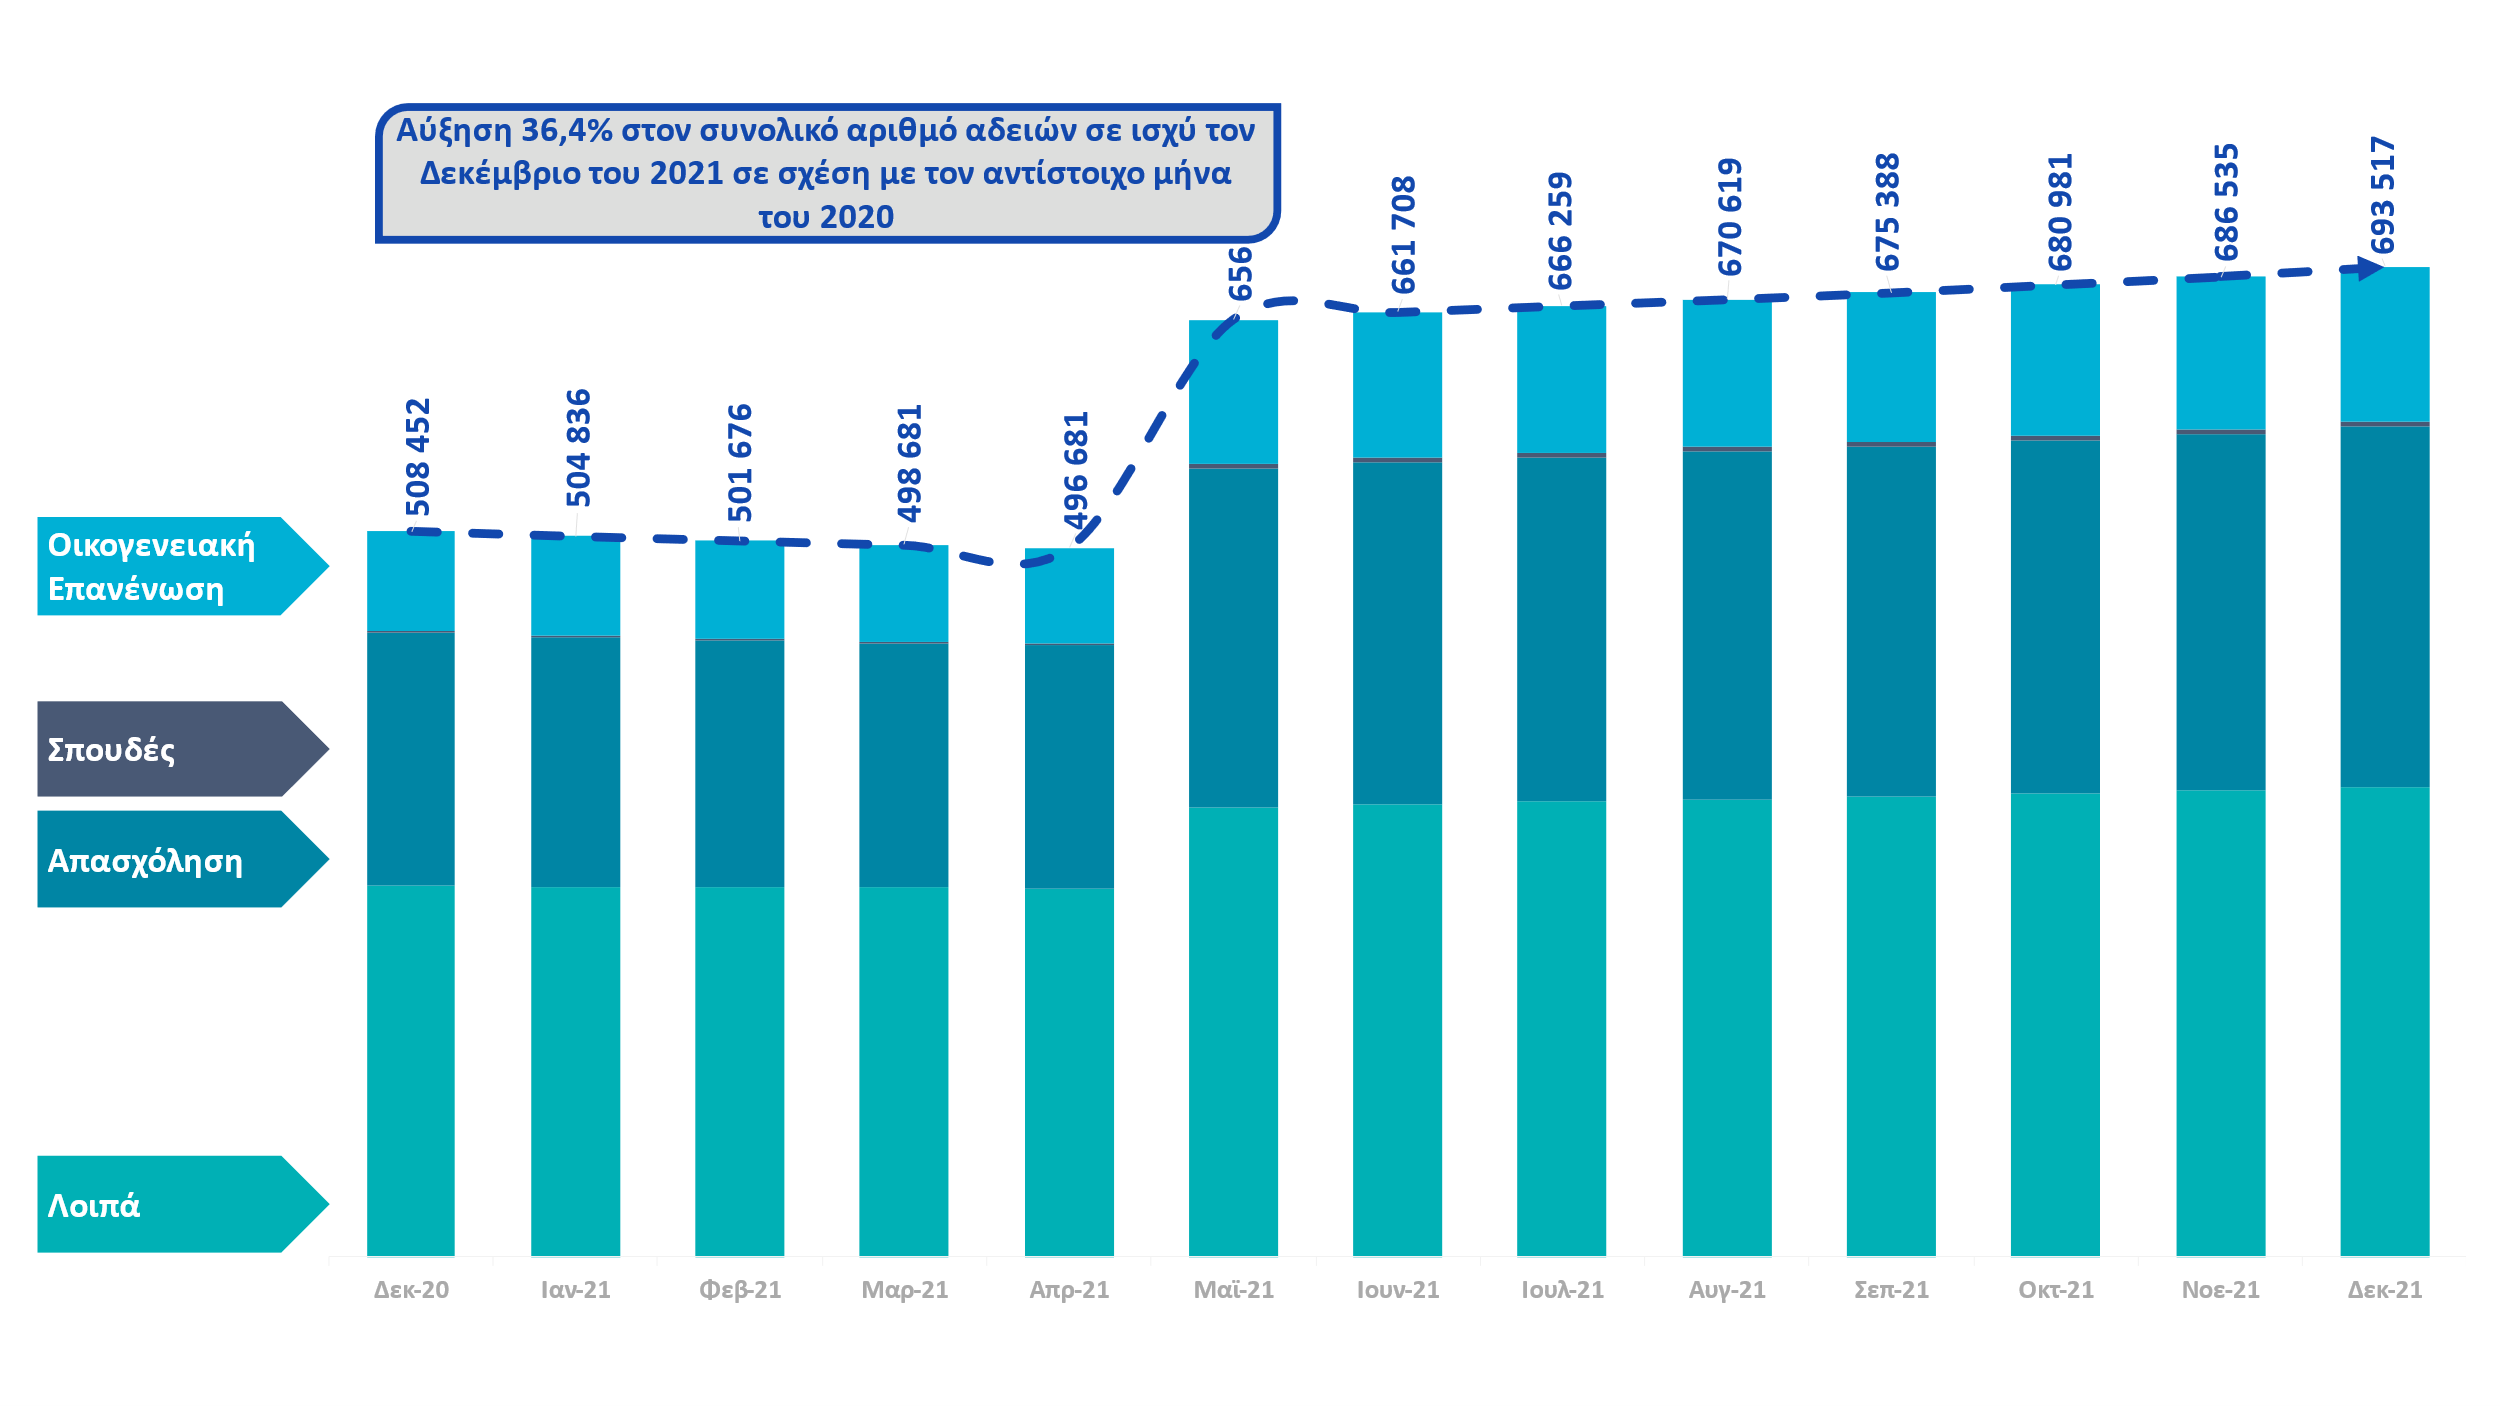 Αύξηση 36,4% στον συνολικό αριθμό αδειών σε ισχύ τον
Δεκέμβριο του 2021 σε σχέση με τον αντίστοιχο μήνα
του 2020
508 452
504 836
501 676
498 681
496 681
656
661 708
666 259
670 619
675 388
680 981
686 535
693 517
Οικογενειακή
Επανένωση
Σπουδές
Απασχόληση
Λοιπά
Δεκ-20
Ιαν-21
Φεβ-21
Μαρ-21
Απρ-21
Μαϊ-21
Ιουν-21
Ιουλ-21
Αυγ-21
Σεπ-21
Οκτ-21
Νοε-21
Δεκ-21